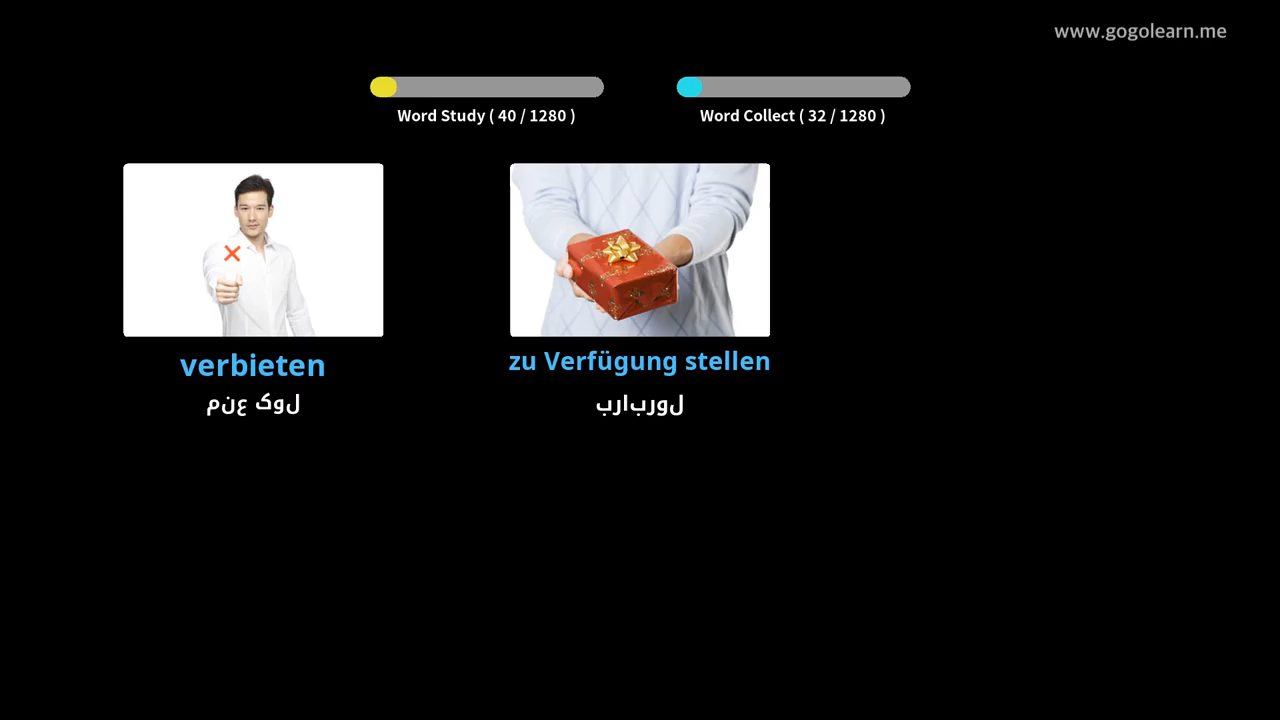 www.gogolearn.me
Word Study ( 40 / 1280 )
Word Collect ( 32 / 1280 )
verbieten
لوک عنم
zu Verfügung stellen
لوربارب